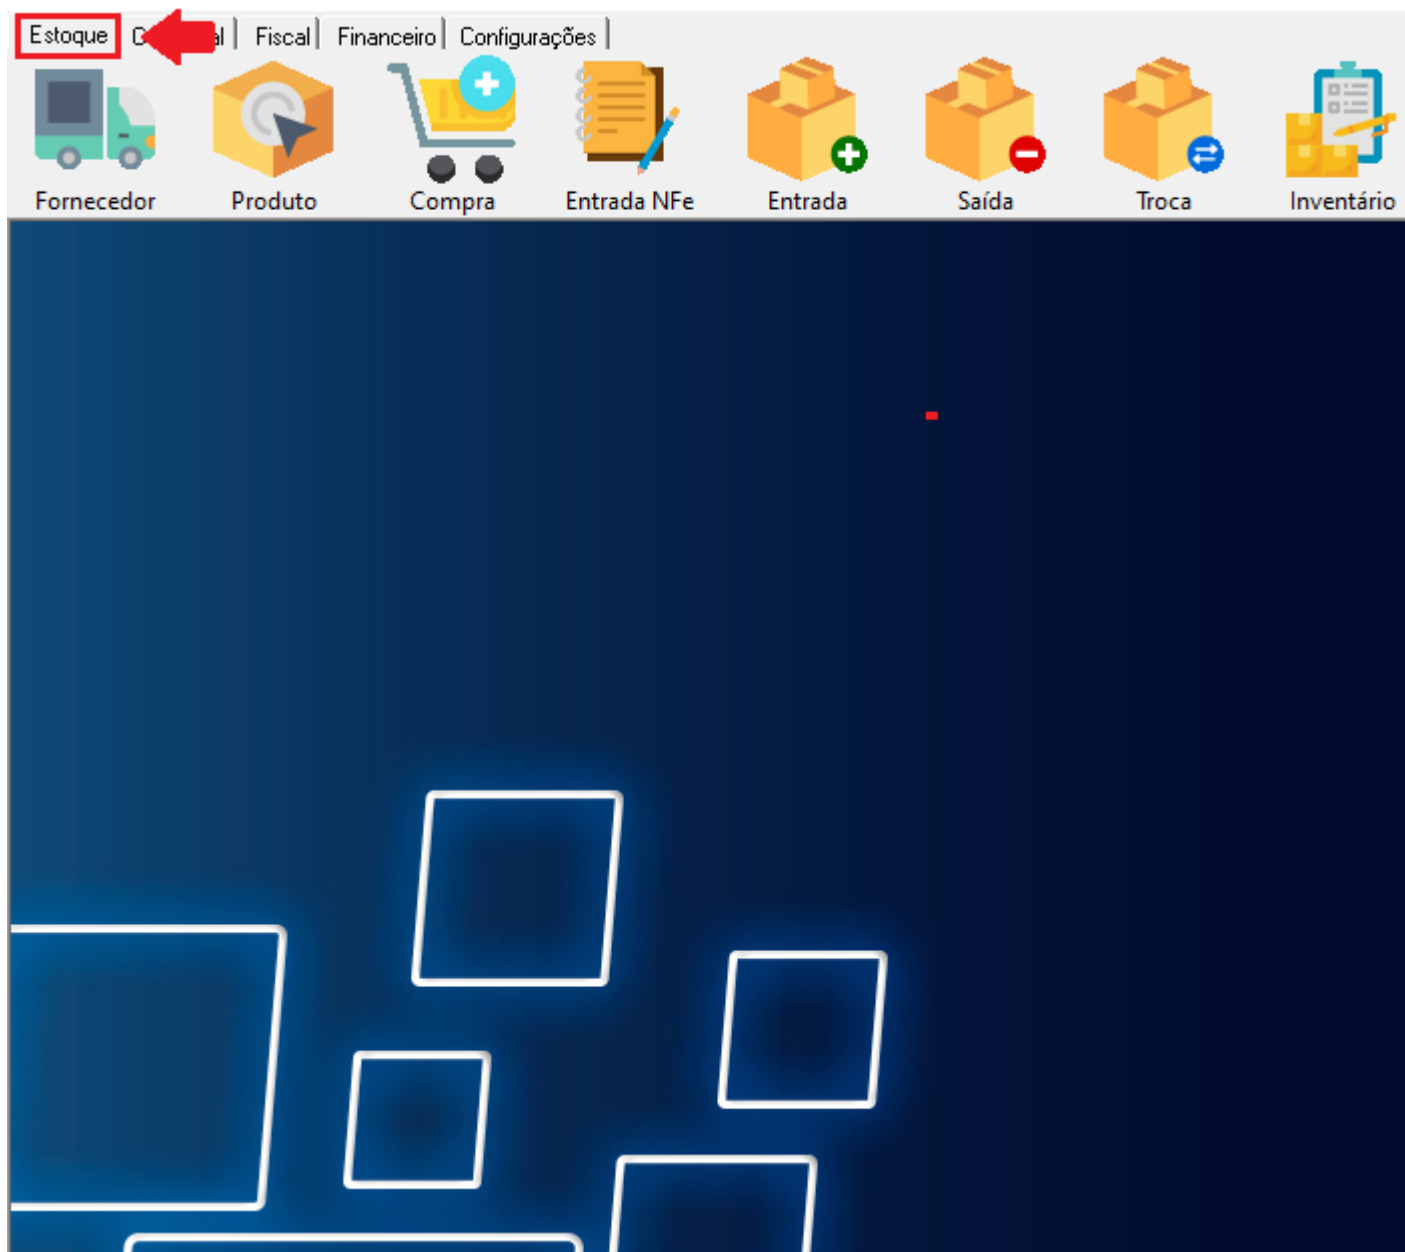 Estoque Fiscal Financeiro Configurações
Fornecedor Produto Compra Entrada NFe Entrada Saída Troca Inventário